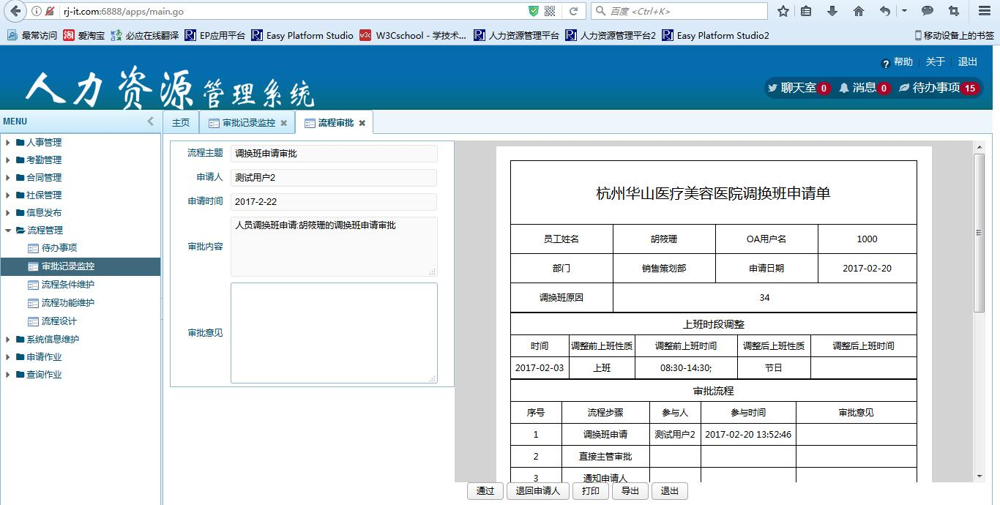 rj-it.com:6888/apps/main.go
百度 <Ctrl+K>
最常访问 淘 爱淘宝 必应在线翻译 EP应用平台 Easy Platform Studio w3c W3Cschool - 学技术... 人力资源管理平台 人力资源管理平台2 Easy Platform Studio2 移动设备上的书签
帮助 关于 退出
人力资源管理系统
聊天室 0 消息 0 待办事项 15
MENU
主页 审批记录监控 流程审批
人事管理
考勤管理
合同管理
社保管理
信息发布
流程管理
待办事项
审批记录监控
流程条件维护
流程功能维护
流程设计
系统信息维护
申请作业
查询作业
流程主题 调换班申请审批
申请人 测试用户2
申请时间 2017-2-22
审批内容 人员调换班申请:胡筱珊的调换班申请审批
审批意见
杭州华山医疗美容医院调换班申请单
员工姓名 胡筱珊 OA用户名 1000
部门 销售策划部 申请日期 2017-02-20
调换班原因 34
上班时段调整
时间 调整前上班性质 调整前上班时间 调整后上班性质 调整后上班时间
2017-02-03 上班 08:30-14:30; 节日
审批流程
序号 流程步骤 参与人 参与时间 审批意见
1 调换班申请 测试用户2 2017-02-20 13:52:46
2 直接主管审批
3 通知申请人
通过 退回申请人 打印 导出 退出